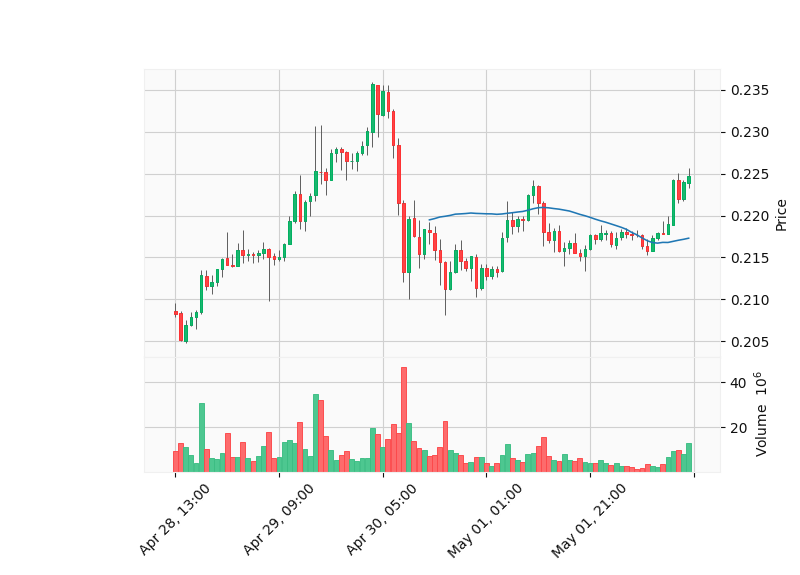 0.235
0.230
0.225
0.220
0.215
0.210
0.205
Price
40
20
Volume 10^6
Apr 28, 13:00
Apr 29, 09:00
Apr 30, 05:00
May 01, 01:00
May 01, 21:00